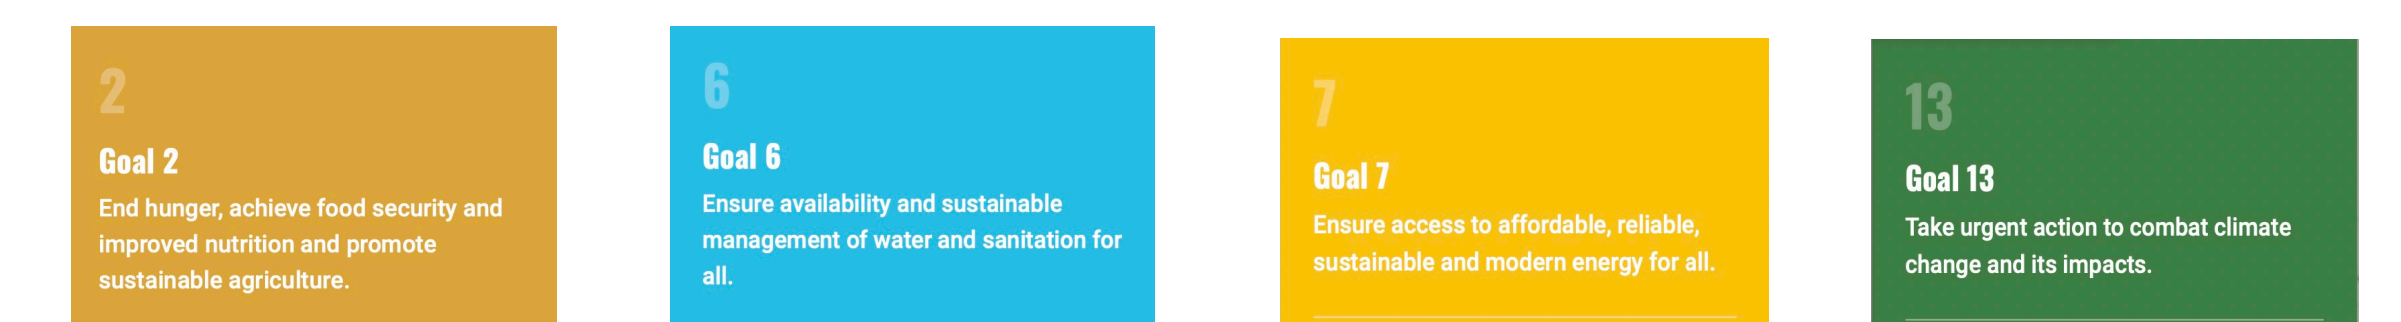 2
Goal 2
End hunger, achieve food security and
improved nutrition and promote
sustainable agriculture.
6
Goal 6
Ensure availability and sustainable
management of water and sanitation for
all.
7
Goal 7
Ensure access to affordable, reliable,
sustainable and modern energy for all.
13
Goal 13
Take urgent action to combat climate
change and its impacts.